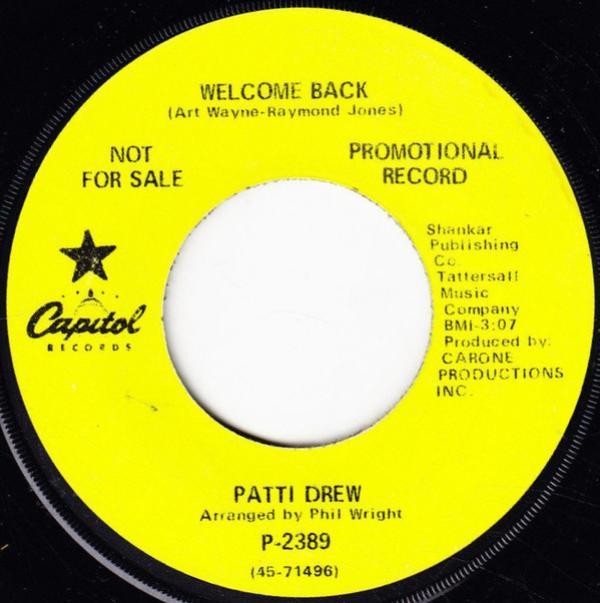 WELCOME BACK
(Art Wayne-Raymond Jones)
NOT
FOR SALE
PROMOTIONAL
RECORD
Capitol
RECORDS
Shankar
Publishing
Co.
Tattersall
Music
Company
BMI-3:07
Produced by:
CARONE
PRODUCTIONS
INC.
PATTI DREW
Arranged by Phil Wright
P-2389
(45-71496)